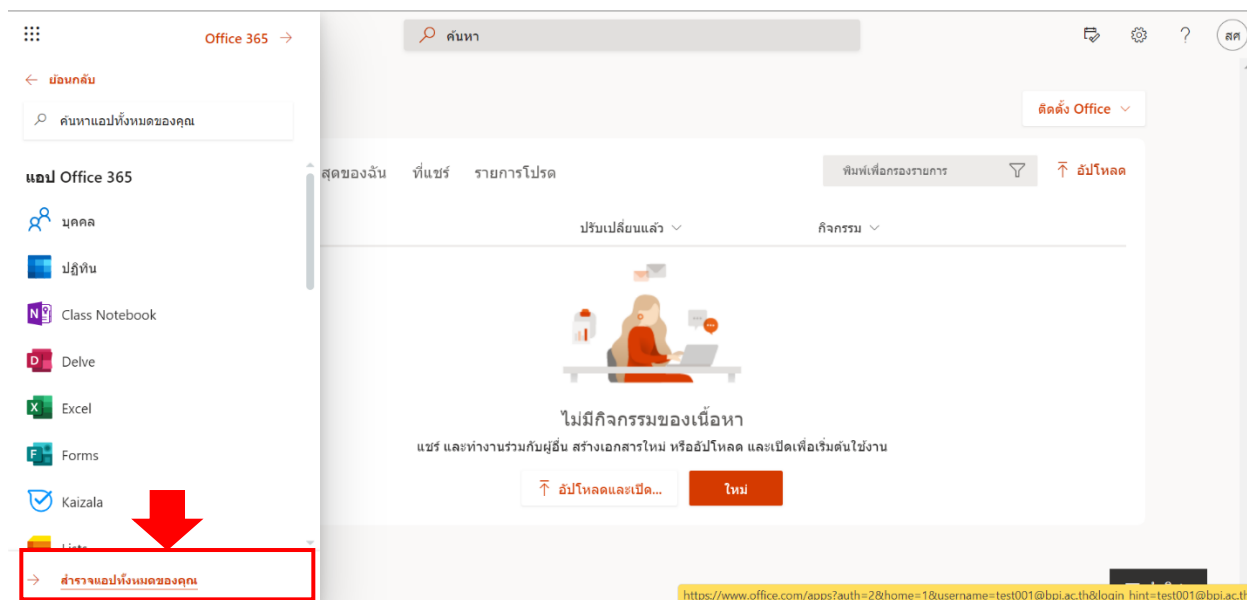 Office 365 →
ค้นหา
สศ
← ย้อนกลับ
ค้นหาแอปทั้งหมดของคุณ
ติดตั้ง Office
แอป Office 365
สุดของฉัน ที่แชร์ รายการโปรด
พิมพ์เพื่อกรองรายการ
อัปโหลด
บุคคล
ปรับเปลี่ยนแล้ว กิจกรรม
ปฏิทิน
Class Notebook
Delve
Excel
Forms
Kaizala
Lists
→ สำรวจแอปทั้งหมดของคุณ
ไม่มีกิจกรรมของเนื้อหา
แชร์ และทำงานร่วมกับผู้อื่น สร้างเอกสารใหม่ หรืออัปโหลด และเปิดเพื่อเริ่มต้นใช้งาน
อัปโหลดและเปิด...
ใหม่
https://www.office.com/apps?auth=2&home=1&username=test001@bpi.ac.th&login_hint=test001@bpi.ac.th